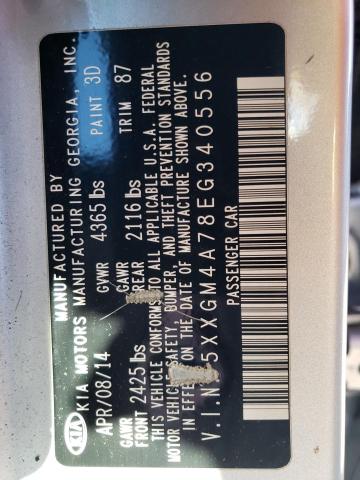 MANUFACTURED BY
KIA KIA MOTORS MANUFACTURING GEORGIA, INC.
APR/08/14 GVWR 4365 lbs PAINT 3D
GAWR FRONT 2425 lbs GAWR REAR 2116 lbs TRIM 87
THIS VEHICLE CONFORMS TO ALL APPLICABLE U.S.A. FEDERAL
MOTOR VEHICLE SAFETY, BUMPER, AND THEFT PREVENTION STANDARDS
IN EFFECT ON THE DATE OF MANUFACTURE SHOWN ABOVE.
V.I.N. 5XXGM4A78EG340556
PASSENGER CAR